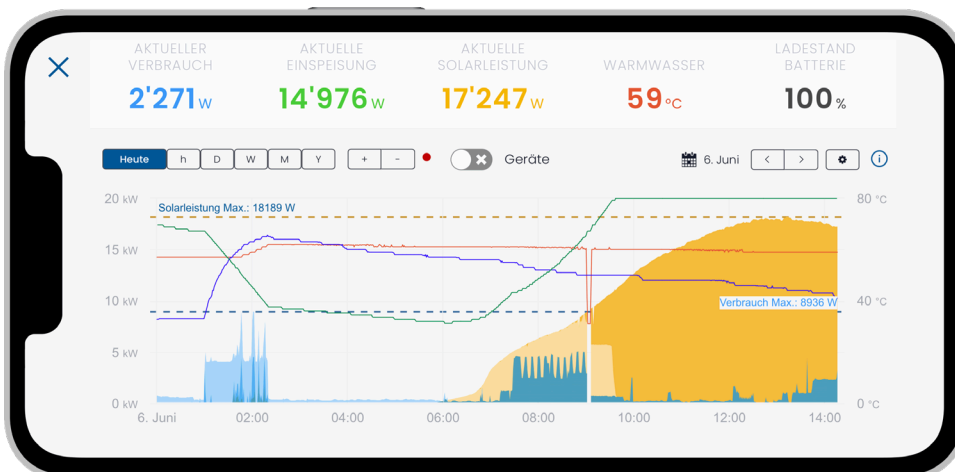 AKTUELLER
VERBRAUCH
2'271 W
AKTUELLE
EINSPEISUNG
14'976 W
AKTUELLE
SOLARLEISTUNG
17'247 W
WARMWASSER
59 °C
LADESTAND
BATTERIE
100 %
Heute h D W M Y + - Geräte 6. Juni < > i
20 kW
15 kW
10 kW
5 kW
0 kW
Solarleistung Max.: 18189 W
Verbrauch Max.: 8936 W
80 °C
40 °C
0 °C
6. Juni 02:00 04:00 06:00 08:00 10:00 12:00 14:00